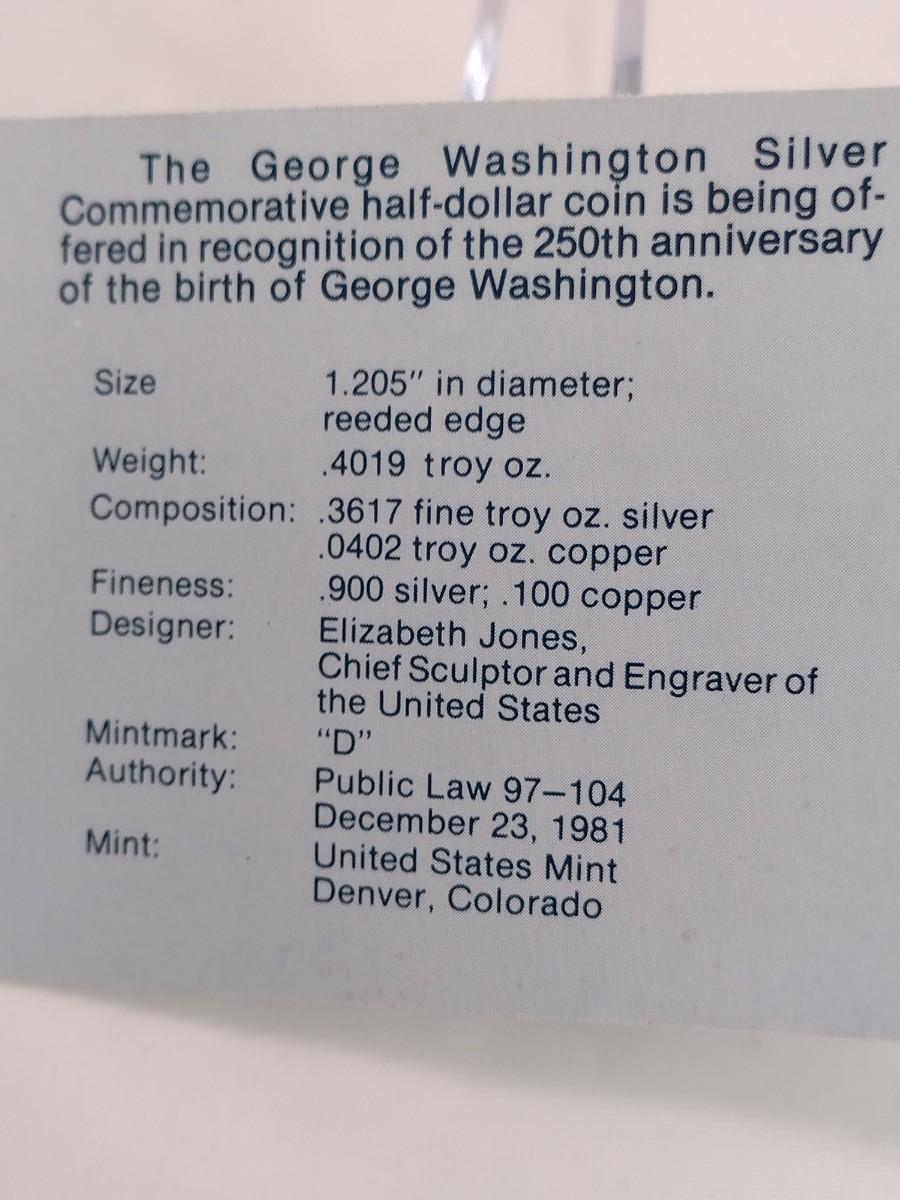 The George Washington Silver
Commemorative half-dollar coin is being of-
fered in recognition of the 250th anniversary
of the birth of George Washington.
Size 1.205" in diameter;
reeded edge
Weight: .4019 troy oz.
Composition: .3617 fine troy oz. silver
.0402 troy oz. copper
Fineness: .900 silver; .100 copper
Designer: Elizabeth Jones,
Chief Sculptor and Engraver of
the United States
Mintmark: "D"
Authority: Public Law 97–104
December 23, 1981
Mint: United States Mint
Denver, Colorado